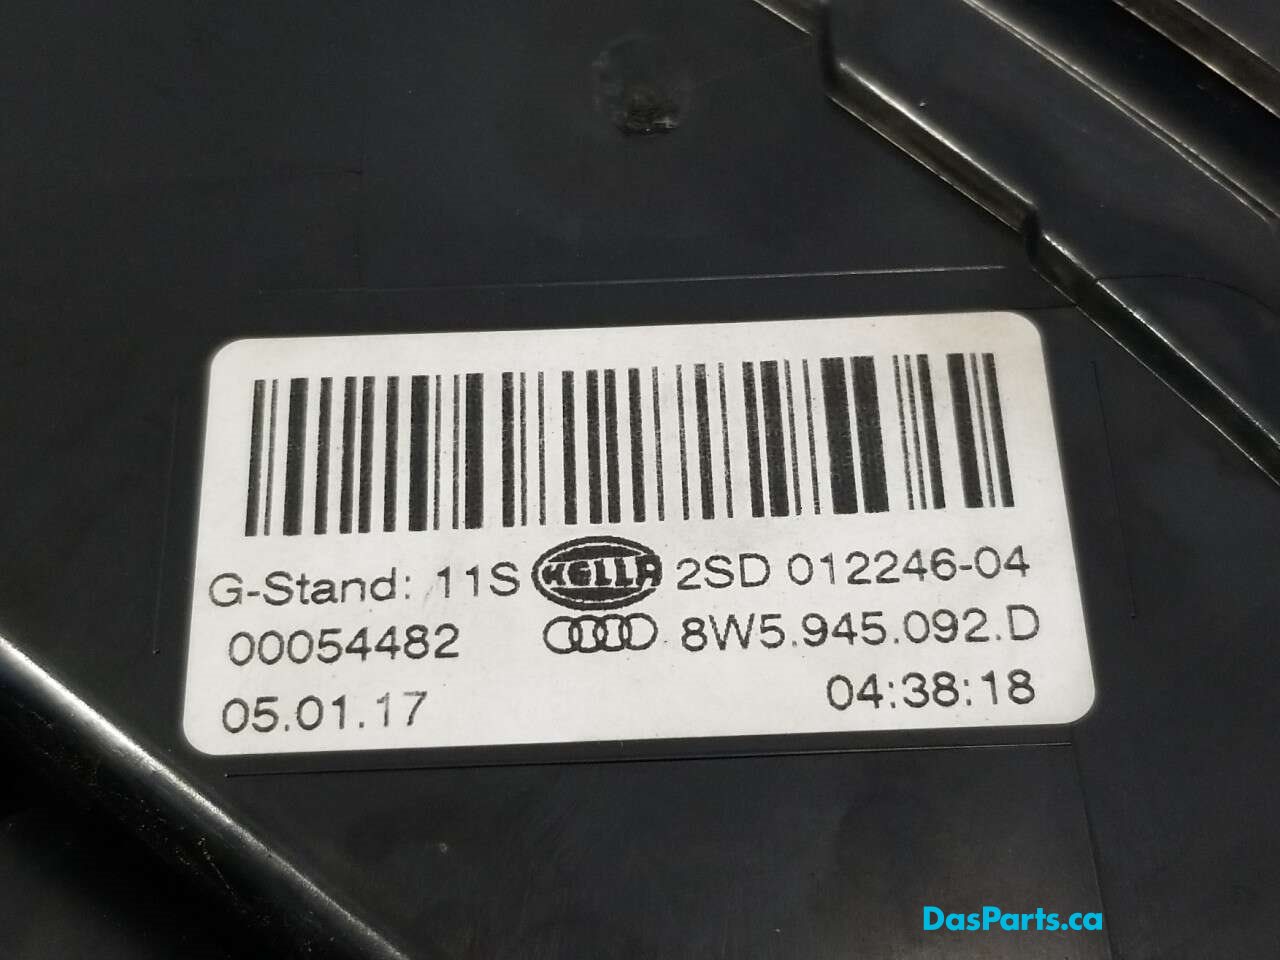 G-Stand: 11S HELLA 2SD 012246-04
00054482 8W5.945.092.D
05.01.17 04:38:18
DasParts.ca